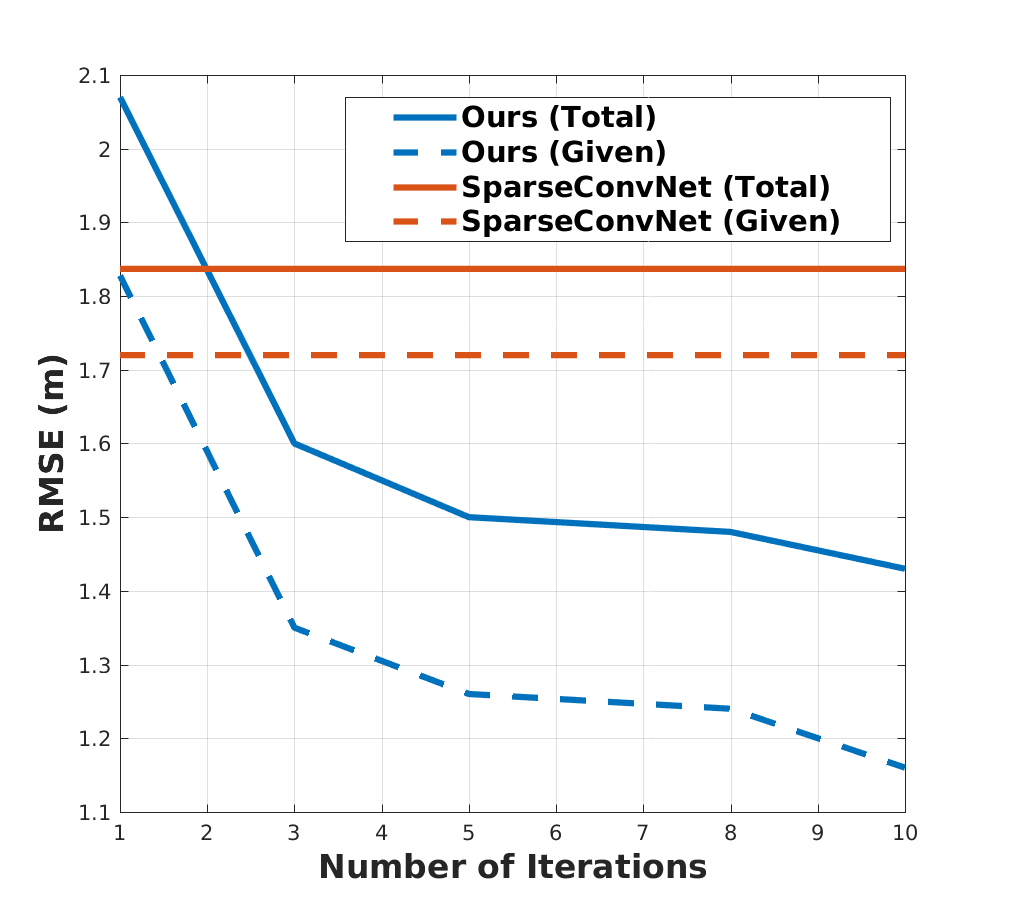 2.1
2
1.9
1.8
1.7
1.6
1.5
1.4
1.3
1.2
1.1
RMSE (m)
Ours (Total)
Ours (Given)
SparseConvNet (Total)
SparseConvNet (Given)
1 2 3 4 5 6 7 8 9 10
Number of Iterations